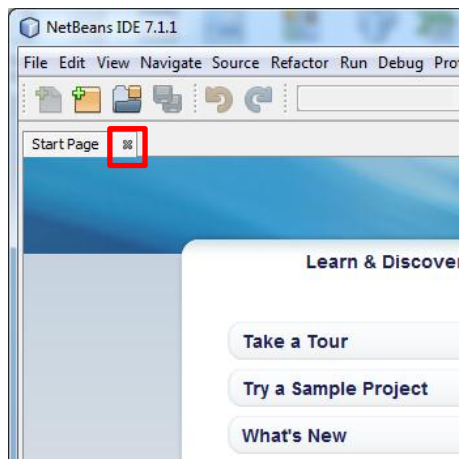 NetBeans IDE 7.1.1
File Edit View Navigate Source Refactor Run Debug Pro
Start Page
Learn & Discover
Take a Tour
Try a Sample Project
What's New